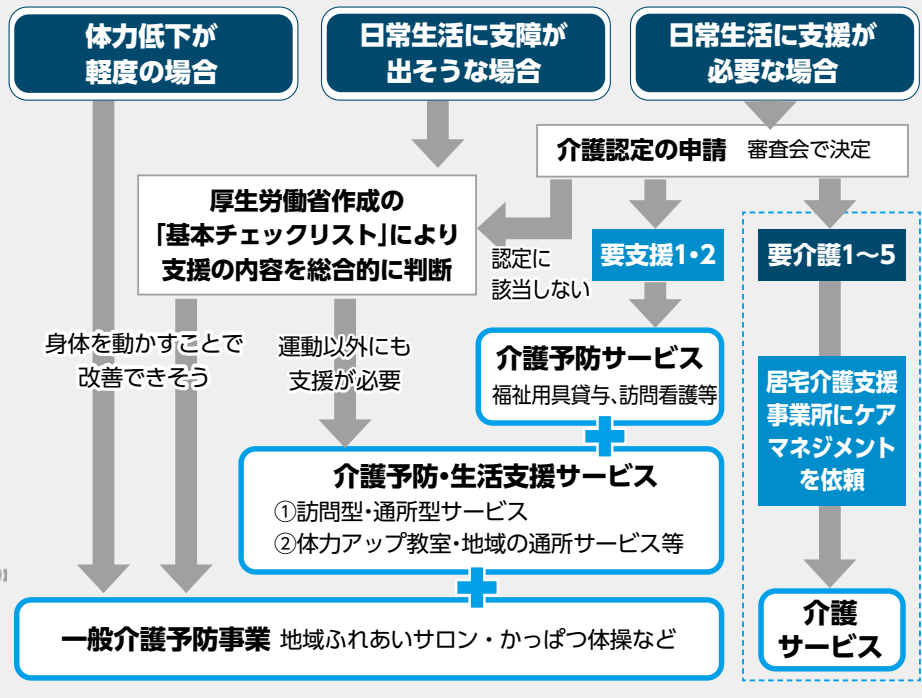 体力低下が
軽度の場合
日常生活に支障が
出そうな場合
日常生活に支援が
必要な場合
介護認定の申請 審査会で決定
厚生労働省作成の
「基本チェックリスト」により
支援の内容を総合的に判断
認定に
該当しない
要支援1・2
要介護1〜5
身体を動かすことで
改善できそう
運動以外にも
支援が必要
介護予防サービス
福祉用具貸与、訪問看護等
居宅介護支援
事業所にケア
マネジメント
を依頼
介護予防・生活支援サービス
①訪問型・通所型サービス
②体力アップ教室・地域の通所サービス等
一般介護予防事業 地域ふれあいサロン・かっぱつ体操など
介護
サービス